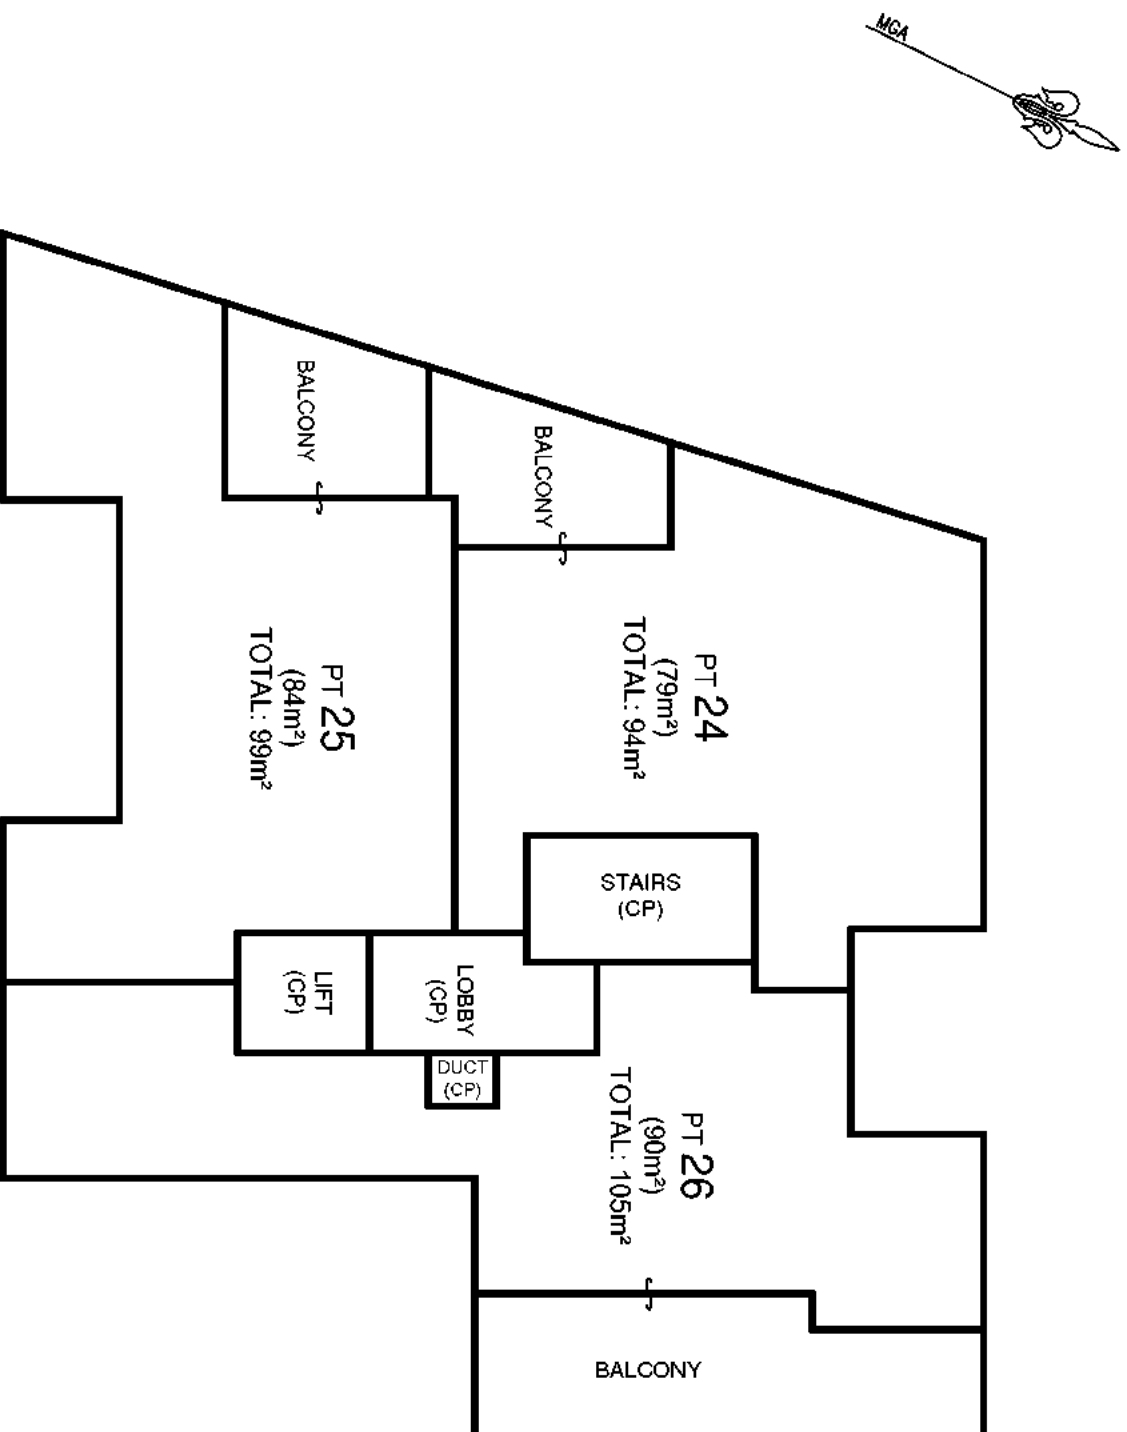 MGA
BALCONY
BALCONY
PT 24
(79m²)
TOTAL: 94m²
PT 25
(84m²)
TOTAL: 99m²
STAIRS
(CP)
LIFT
(CP)
LOBBY
(CP)
DUCT
(CP)
PT 26
(90m²)
TOTAL: 105m²
BALCONY